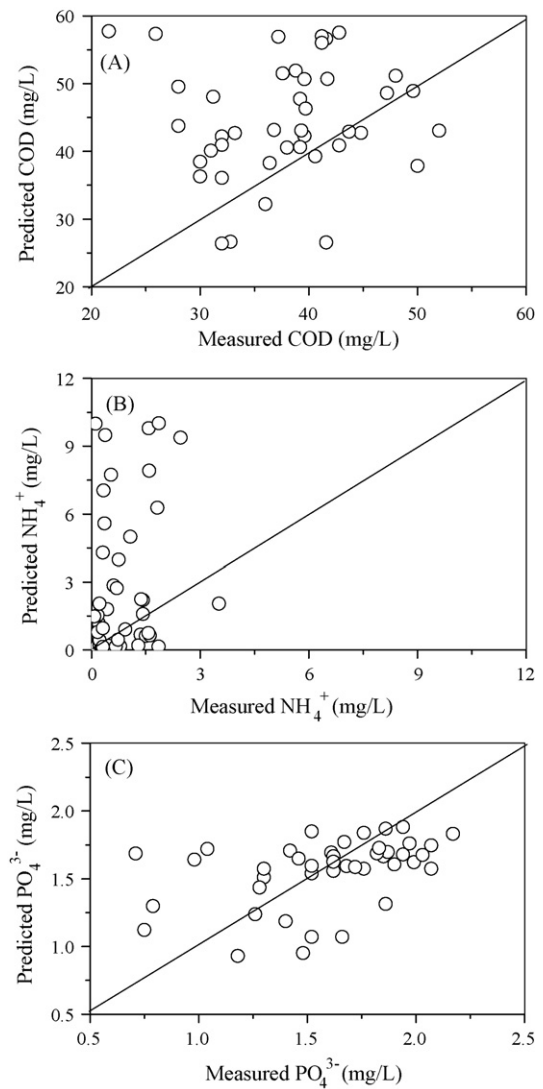 60
(A)
50
40
30
20
Predicted COD (mg/L)
20 30 40 50 60
Measured COD (mg/L)
12
(B)
9
6
3
0
Predicted NH₄⁺ (mg/L)
0 3 6 9 12
Measured NH₄⁺ (mg/L)
2.5
(C)
2.0
1.5
1.0
0.5
Predicted PO₄³⁻ (mg/L)
0.5 1.0 1.5 2.0 2.5
Measured PO₄³⁻ (mg/L)